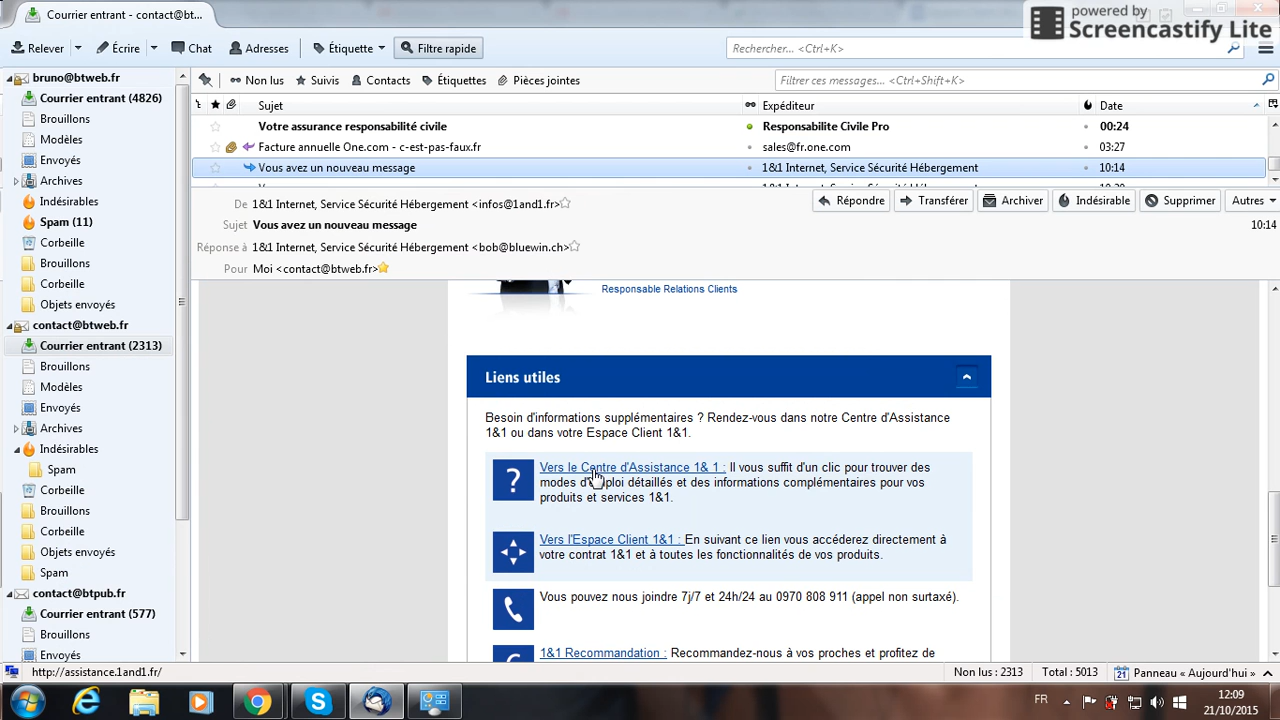 Courrier entrant - contact@bt...
powered by
Screencastify Lite
Relever
Écrire
Chat
Adresses
Étiquette
Filtre rapide
Rechercher... <Ctrl+K>
bruno@btweb.fr
Courrier entrant (4826)
Brouillons
Modèles
Envoyés
Archives
Indésirables
Spam (11)
Corbeille
Brouillons
Corbeille
Objets envoyés
contact@btweb.fr
Courrier entrant (2313)
Brouillons
Modèles
Envoyés
Archives
Indésirables
Spam
Corbeille
Brouillons
Corbeille
Objets envoyés
Spam
contact@btpub.fr
Courrier entrant (577)
Brouillons
Envoyés
Non lus
Suivis
Contacts
Étiquettes
Pièces jointes
Filtrer ces messages... <Ctrl+Shift+K>
Sujet Expéditeur Date
Votre assurance responsabilité civile Responsabilite Civile Pro 00:24
Facture annuelle One.com - c-est-pas-faux.fr sales@fr.one.com 03:27
Vous avez un nouveau message 1&1 Internet, Service Sécurité Hébergement 10:14
De 1&1 Internet, Service Sécurité Hébergement <infos@1and1.fr>
Répondre
Transférer
Archiver
Indésirable
Supprimer
Autres
Sujet Vous avez un nouveau message 10:14
Réponse à 1&1 Internet, Service Sécurité Hébergement <bob@bluewin.ch>
Pour Moi <contact@btweb.fr>
Responsable Relations Clients
Liens utiles
Besoin d'informations supplémentaires ? Rendez-vous dans notre Centre d'Assistance
1&1 ou dans votre Espace Client 1&1.
?
Vers le Centre d'Assistance 1& 1 : Il vous suffit d'un clic pour trouver des
modes d'emploi détaillés et des informations complémentaires pour vos
produits et services 1&1.
Vers l'Espace Client 1&1 : En suivant ce lien vous accéderez directement à
votre contrat 1&1 et à toutes les fonctionnalités de vos produits.
Vous pouvez nous joindre 7j/7 et 24h/24 au 0970 808 911 (appel non surtaxé).
1&1 Recommandation : Recommandez-nous à vos proches et profitez de
http://assistance.1and1.fr/
Non lus : 2313
Total : 5013
21
Panneau « Aujourd'hui »
FR
12:09
21/10/2015